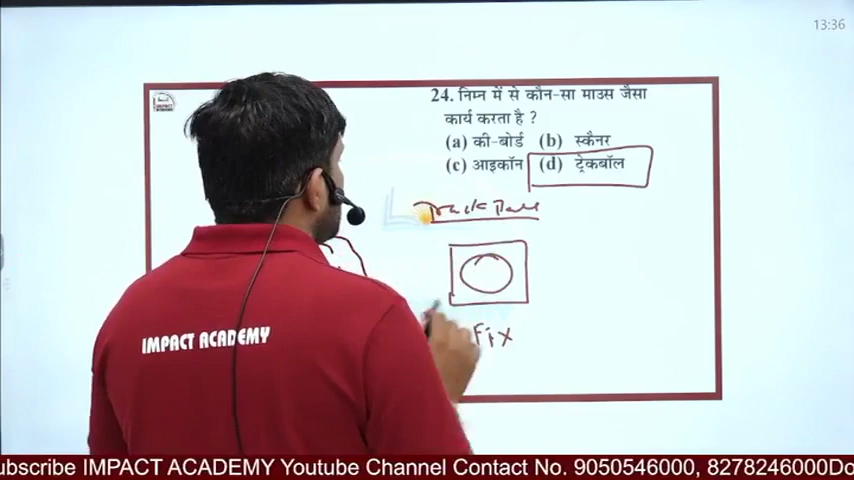 13:36
24. निम्न में से कौन-सा माउस जैसा
कार्य करता है ?
(a) की-बोर्ड (b) स्कैनर
(c) आइकॉन (d) ट्रेकबॉल
Track Ball
Fix
IMPACT ACADEMY
ubscribe IMPACT ACADEMY Youtube Channel Contact No. 9050546000, 8278246000Do